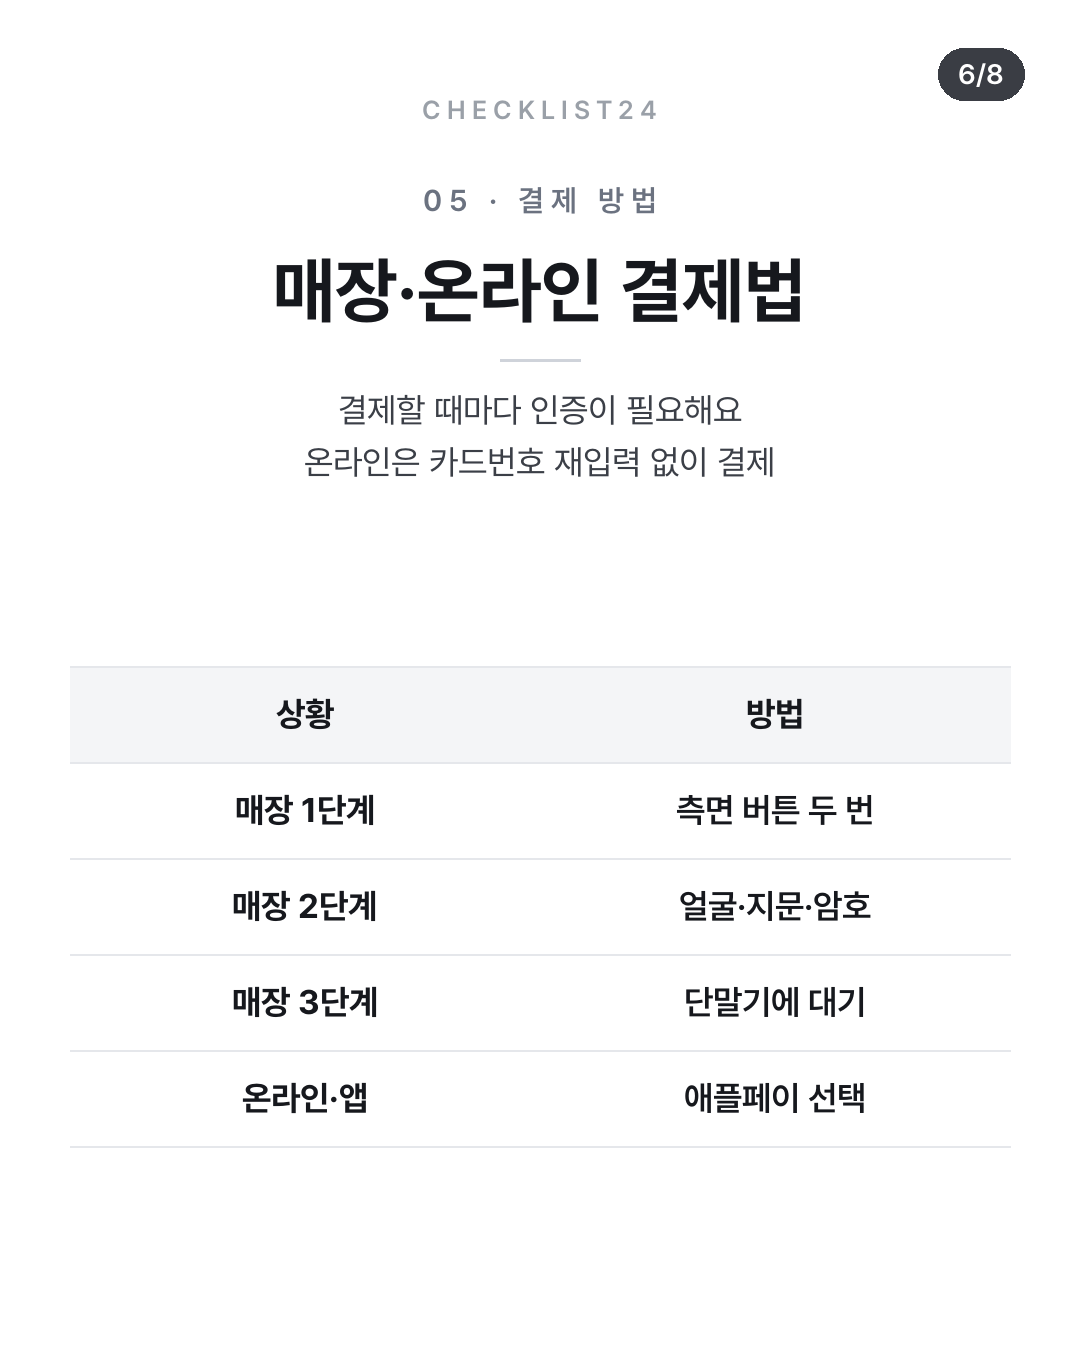 6/8
CHECKLIST24
05 · 결제 방법
매장·온라인 결제법
결제할 때마다 인증이 필요해요
온라인은 카드번호 재입력 없이 결제
상황 방법
매장 1단계 측면 버튼 두 번
매장 2단계 얼굴·지문·암호
매장 3단계 단말기에 대기
온라인·앱 애플페이 선택